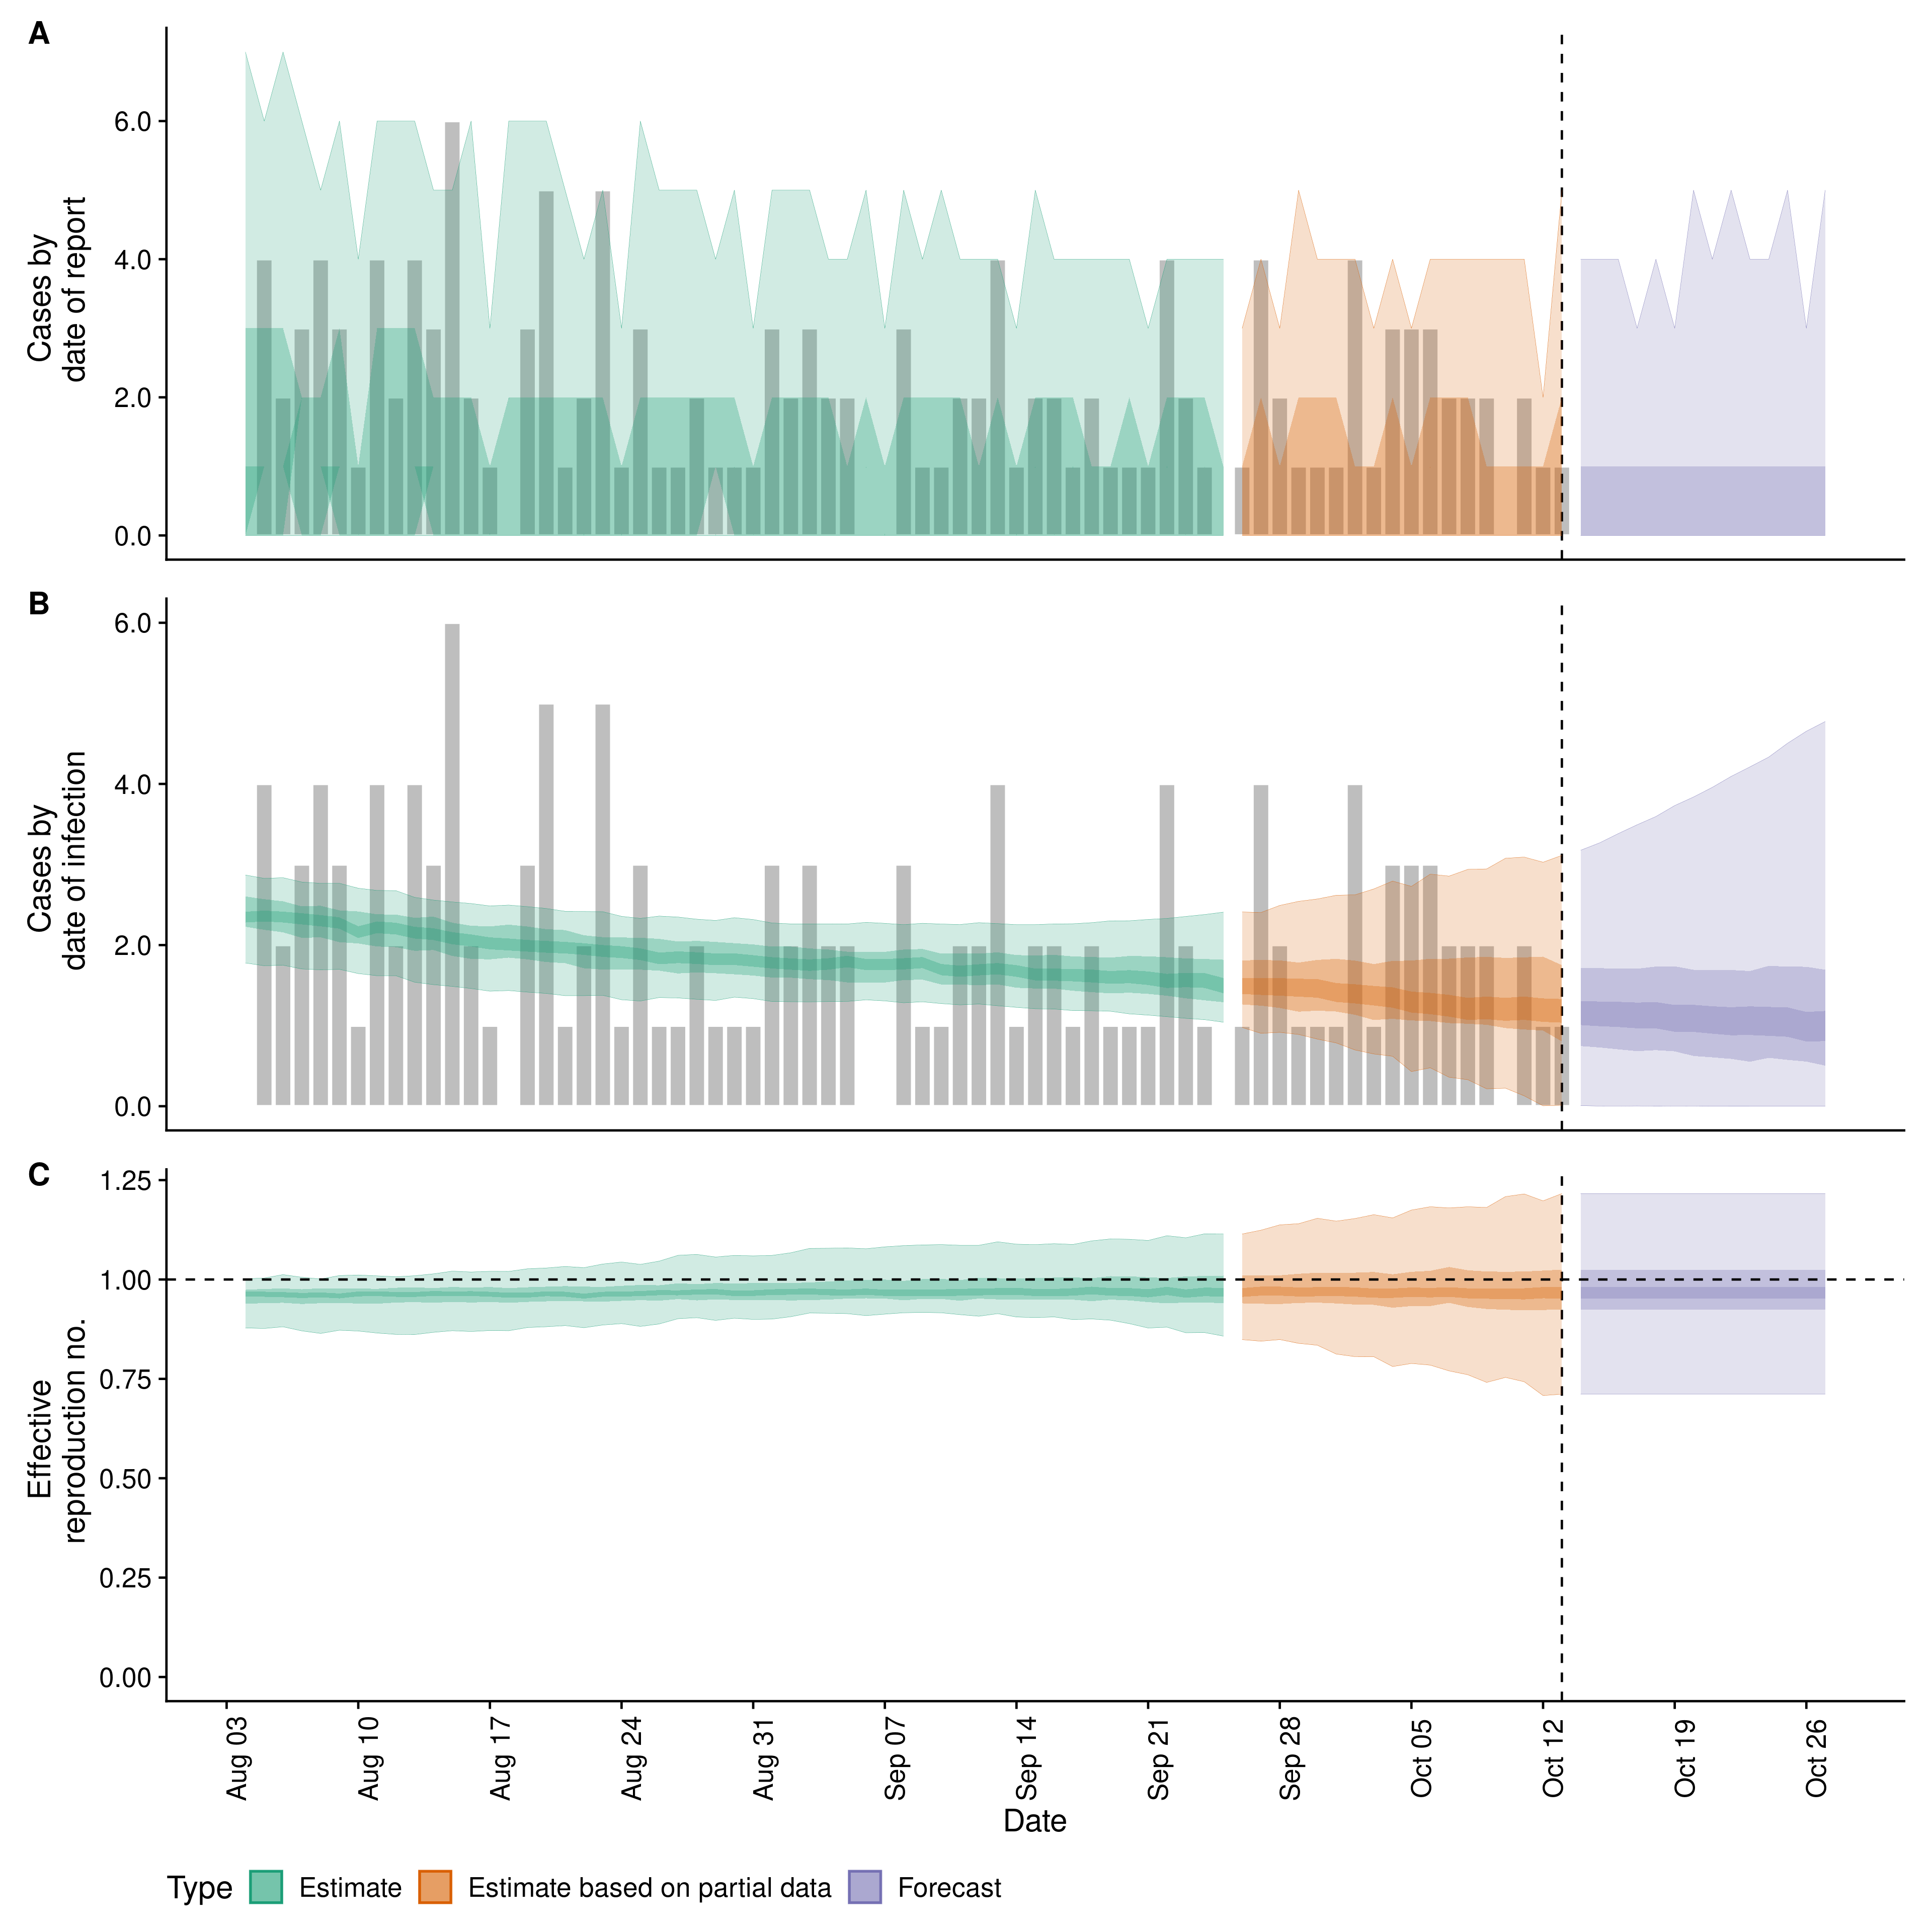 A
Cases by
date of report
6.0
4.0
2.0
0.0
B
Cases by
date of infection
6.0
4.0
2.0
0.0
C
Effective
reproduction no.
1.25
1.00
0.75
0.50
0.25
0.00
Aug 03
Aug 10
Aug 17
Aug 24
Aug 31
Sep 07
Sep 14
Sep 21
Sep 28
Oct 05
Oct 12
Oct 19
Oct 26
Date
Type Estimate Estimate based on partial data Forecast